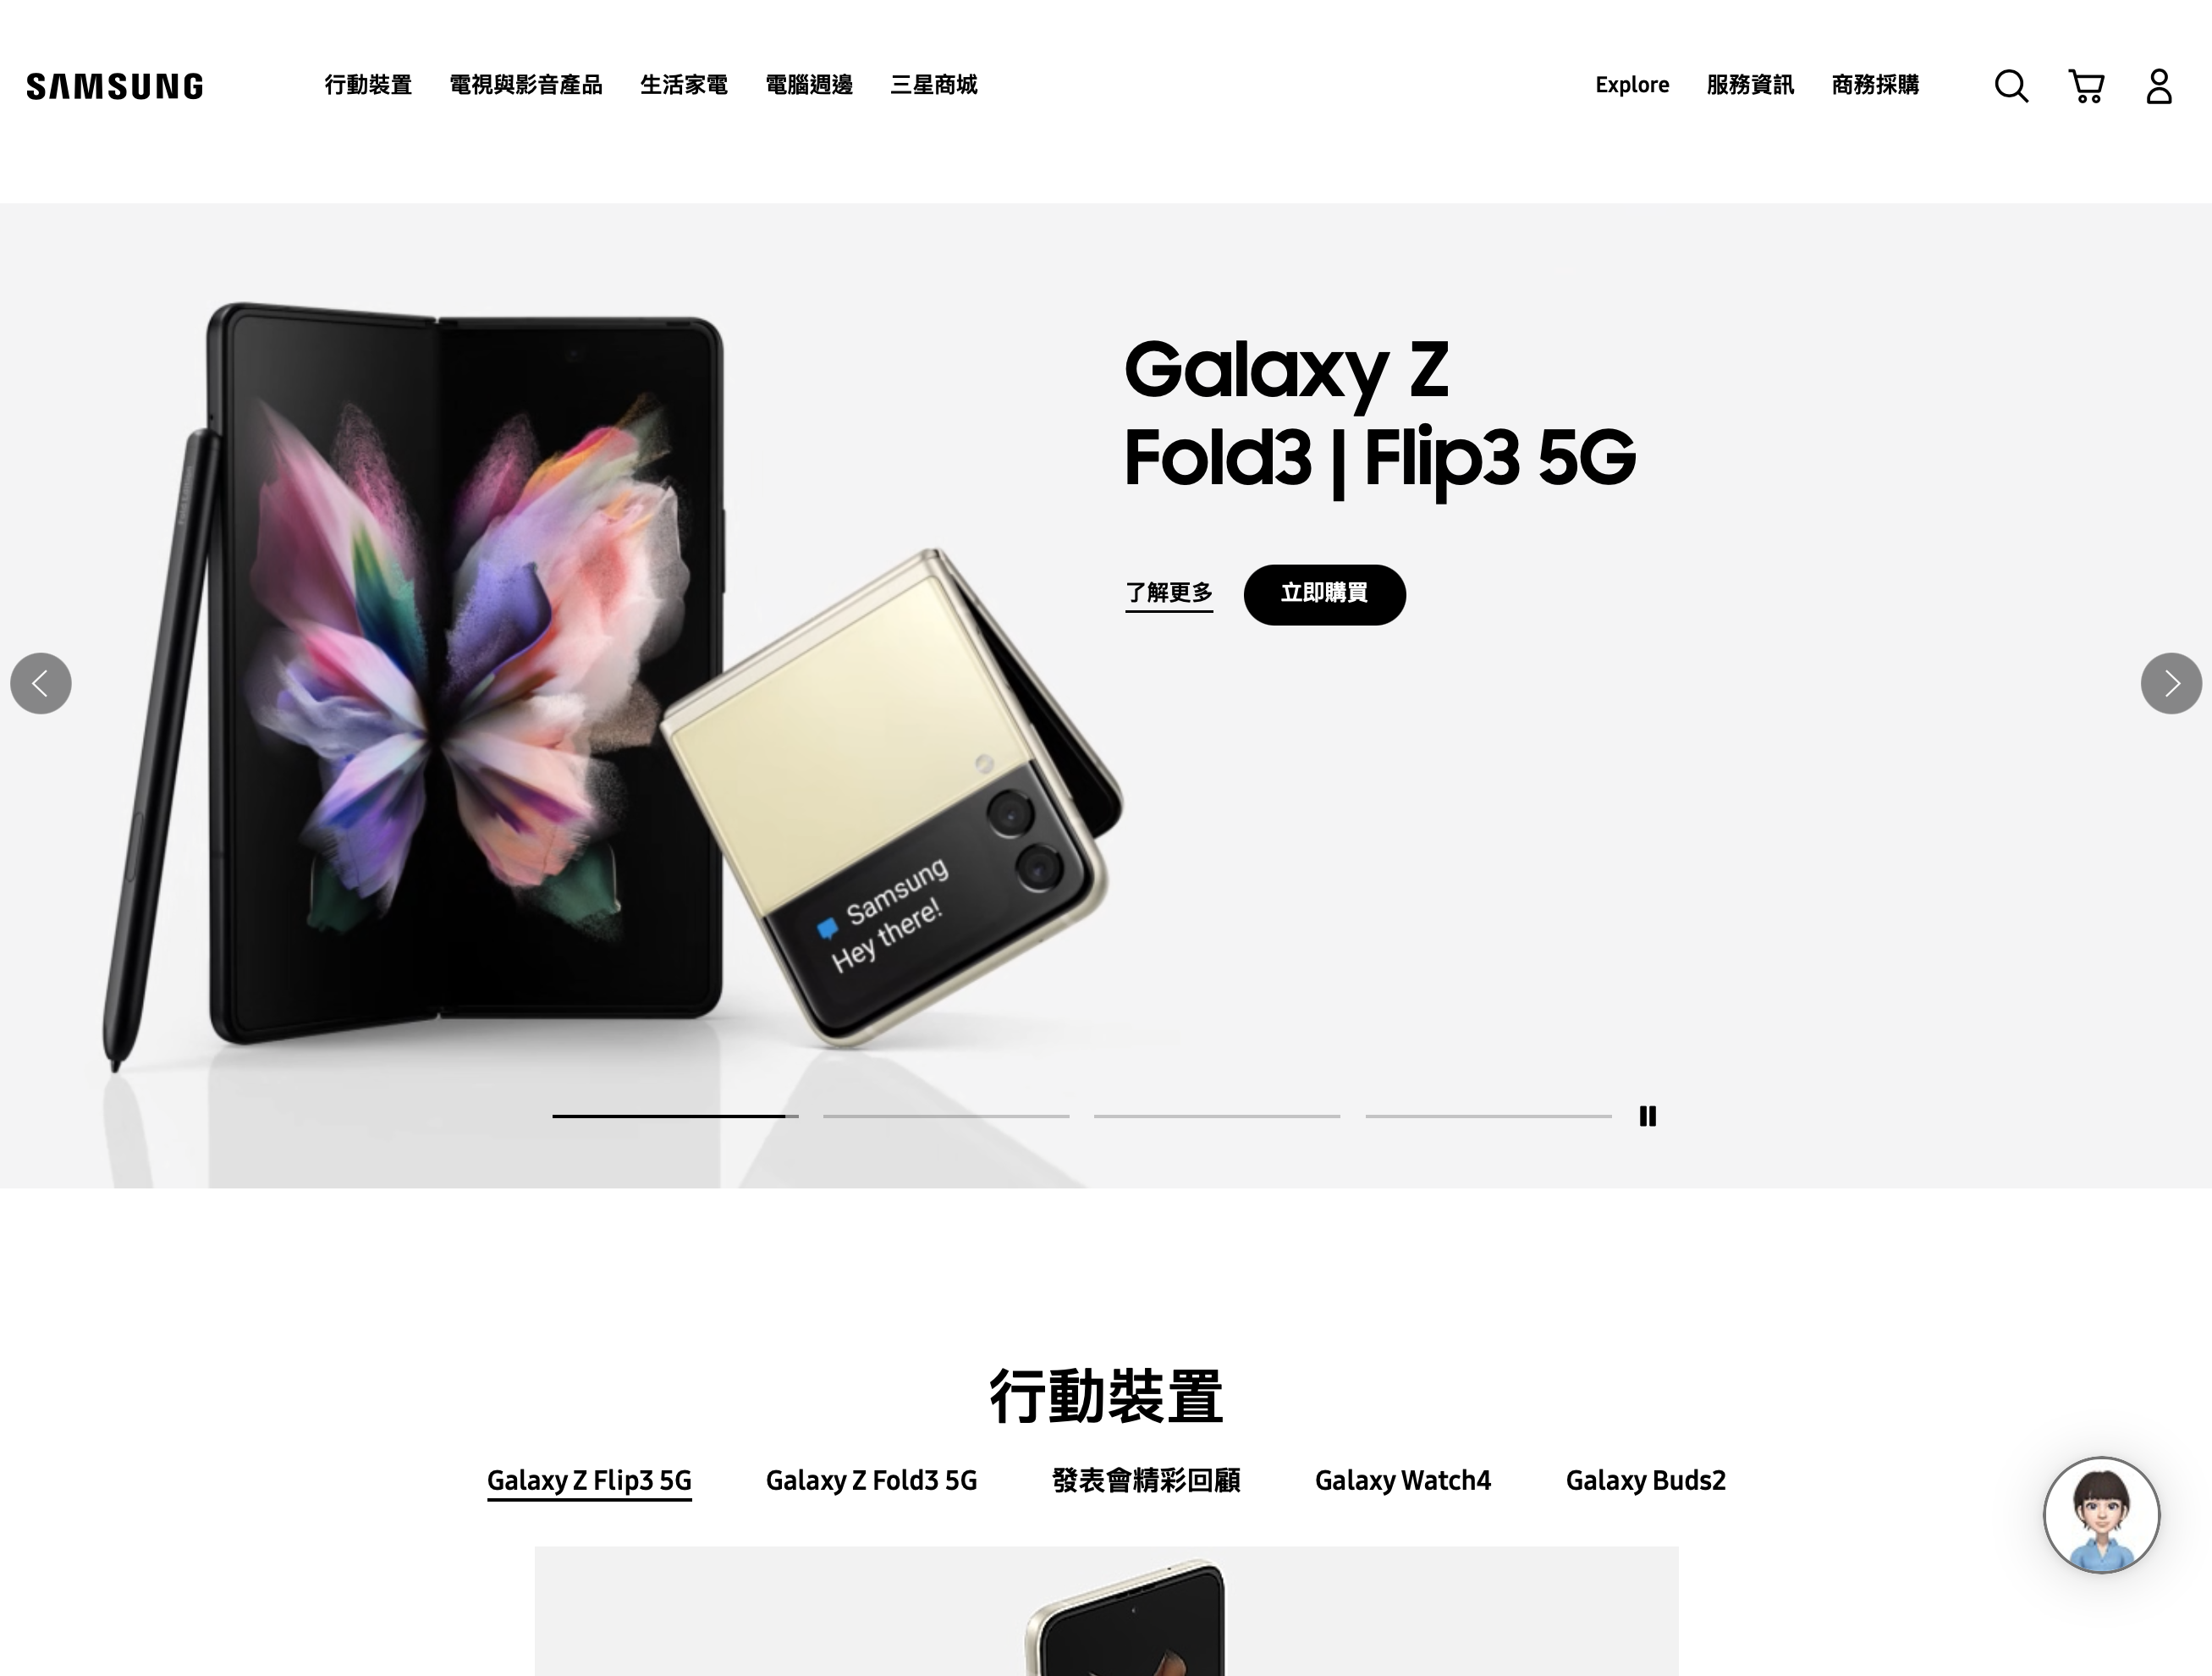 SAMSUNG
行動裝置 電視與影音產品 生活家電 電腦週邊 三星商城 Explore 服務資訊 商務採購
Galaxy Z
Fold3 | Flip3 5G
了解更多 立即購買
Samsung
Hey there!
行動裝置
Galaxy Z Flip3 5G Galaxy Z Fold3 5G 發表會精彩回顧 Galaxy Watch4 Galaxy Buds2